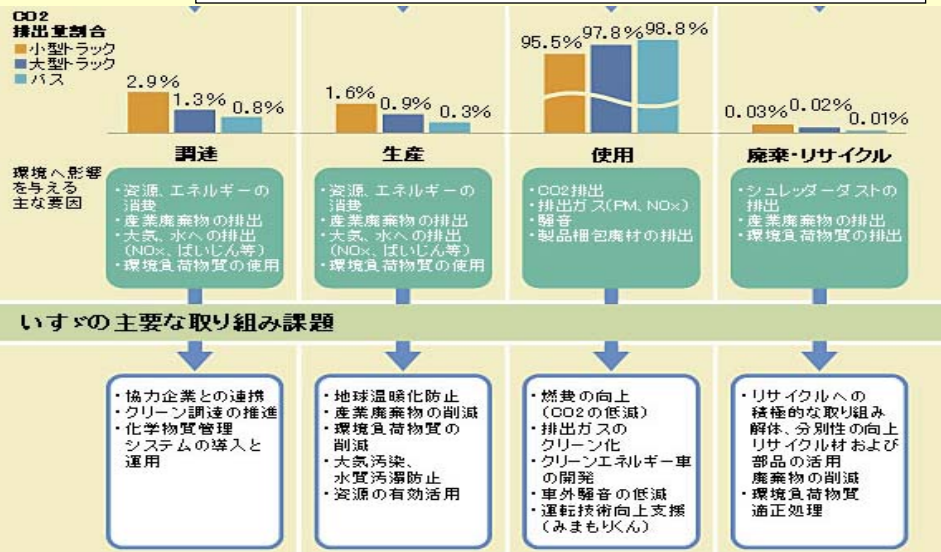 CO2
排出量割合
小型トラック
大型トラック
バス
2.9%
1.3%
0.8%
1.6%
0.9%
0.3%
95.5%
97.8%
98.8%
0.03%
0.02%
0.01%
調達
生産
使用
廃棄・リサイクル
環境へ影響
を与える
主な要因
・資源、エネルギーの
消費
・産業廃棄物の排出
・大気、水への排出
(NOx、ばいじん等)
・環境負荷物質の使用
・資源、エネルギーの
消費
・産業廃棄物の排出
・大気、水への排出
(NOx、ばいじん等)
・環境負荷物質の使用
・CO2排出
・排出ガス(PM、NOx)
・騒音
・製品梱包廃材の排出
・シュレッダーダストの
排出
・産業廃棄物の排出
・環境負荷物質の排出
いすゞの主要な取り組み課題
・協力企業との連携
・クリーン調達の推進
・化学物質管理
システムの導入と
運用
・地球温暖化防止
・産業廃棄物の削減
・環境負荷物質の
削減
・大気汚染、
水質汚濁防止
・資源の有効活用
・燃費の向上
(CO2の低減)
・排出ガスの
クリーン化
・クリーンエネルギー車
の開発
・車外騒音の低減
・運転技術向上支援
(みまもりくん)
・リサイクルへの
積極的な取り組み
解体、分別性の向上
リサイクル材および
部品の活用
廃棄物の削減
・環境負荷物質
適正処理